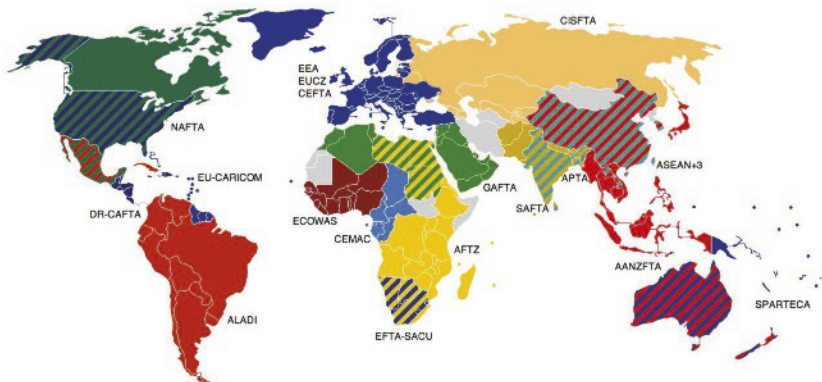 CISFTA
EEA
EUCZ
CEFTA
NAFTA
EU-CARICOM
DR-CAFTA
ALADI
ECOWAS
CEMAC
GAFTA
AFTZ
EFTA-SACU
SAFTA
APTA
ASEAN+3
AANZFTA
SPARTECA